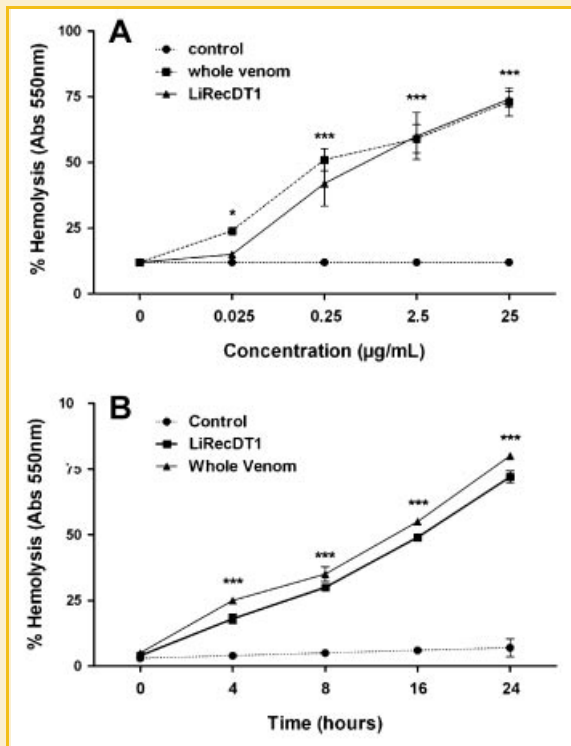 A
control
whole venom
LiRecDT1
100
75
50
25
0
% Hemolysis (Abs 550nm)
*
***
***
***
0 0.025 0.25 2.5 25
Concentration (µg/mL)
B
Control
LiRecDT1
Whole Venom
10
75
50
25
0
% Hemolysis (Abs 550nm)
***
***
***
***
0 4 8 16 24
Time (hours)